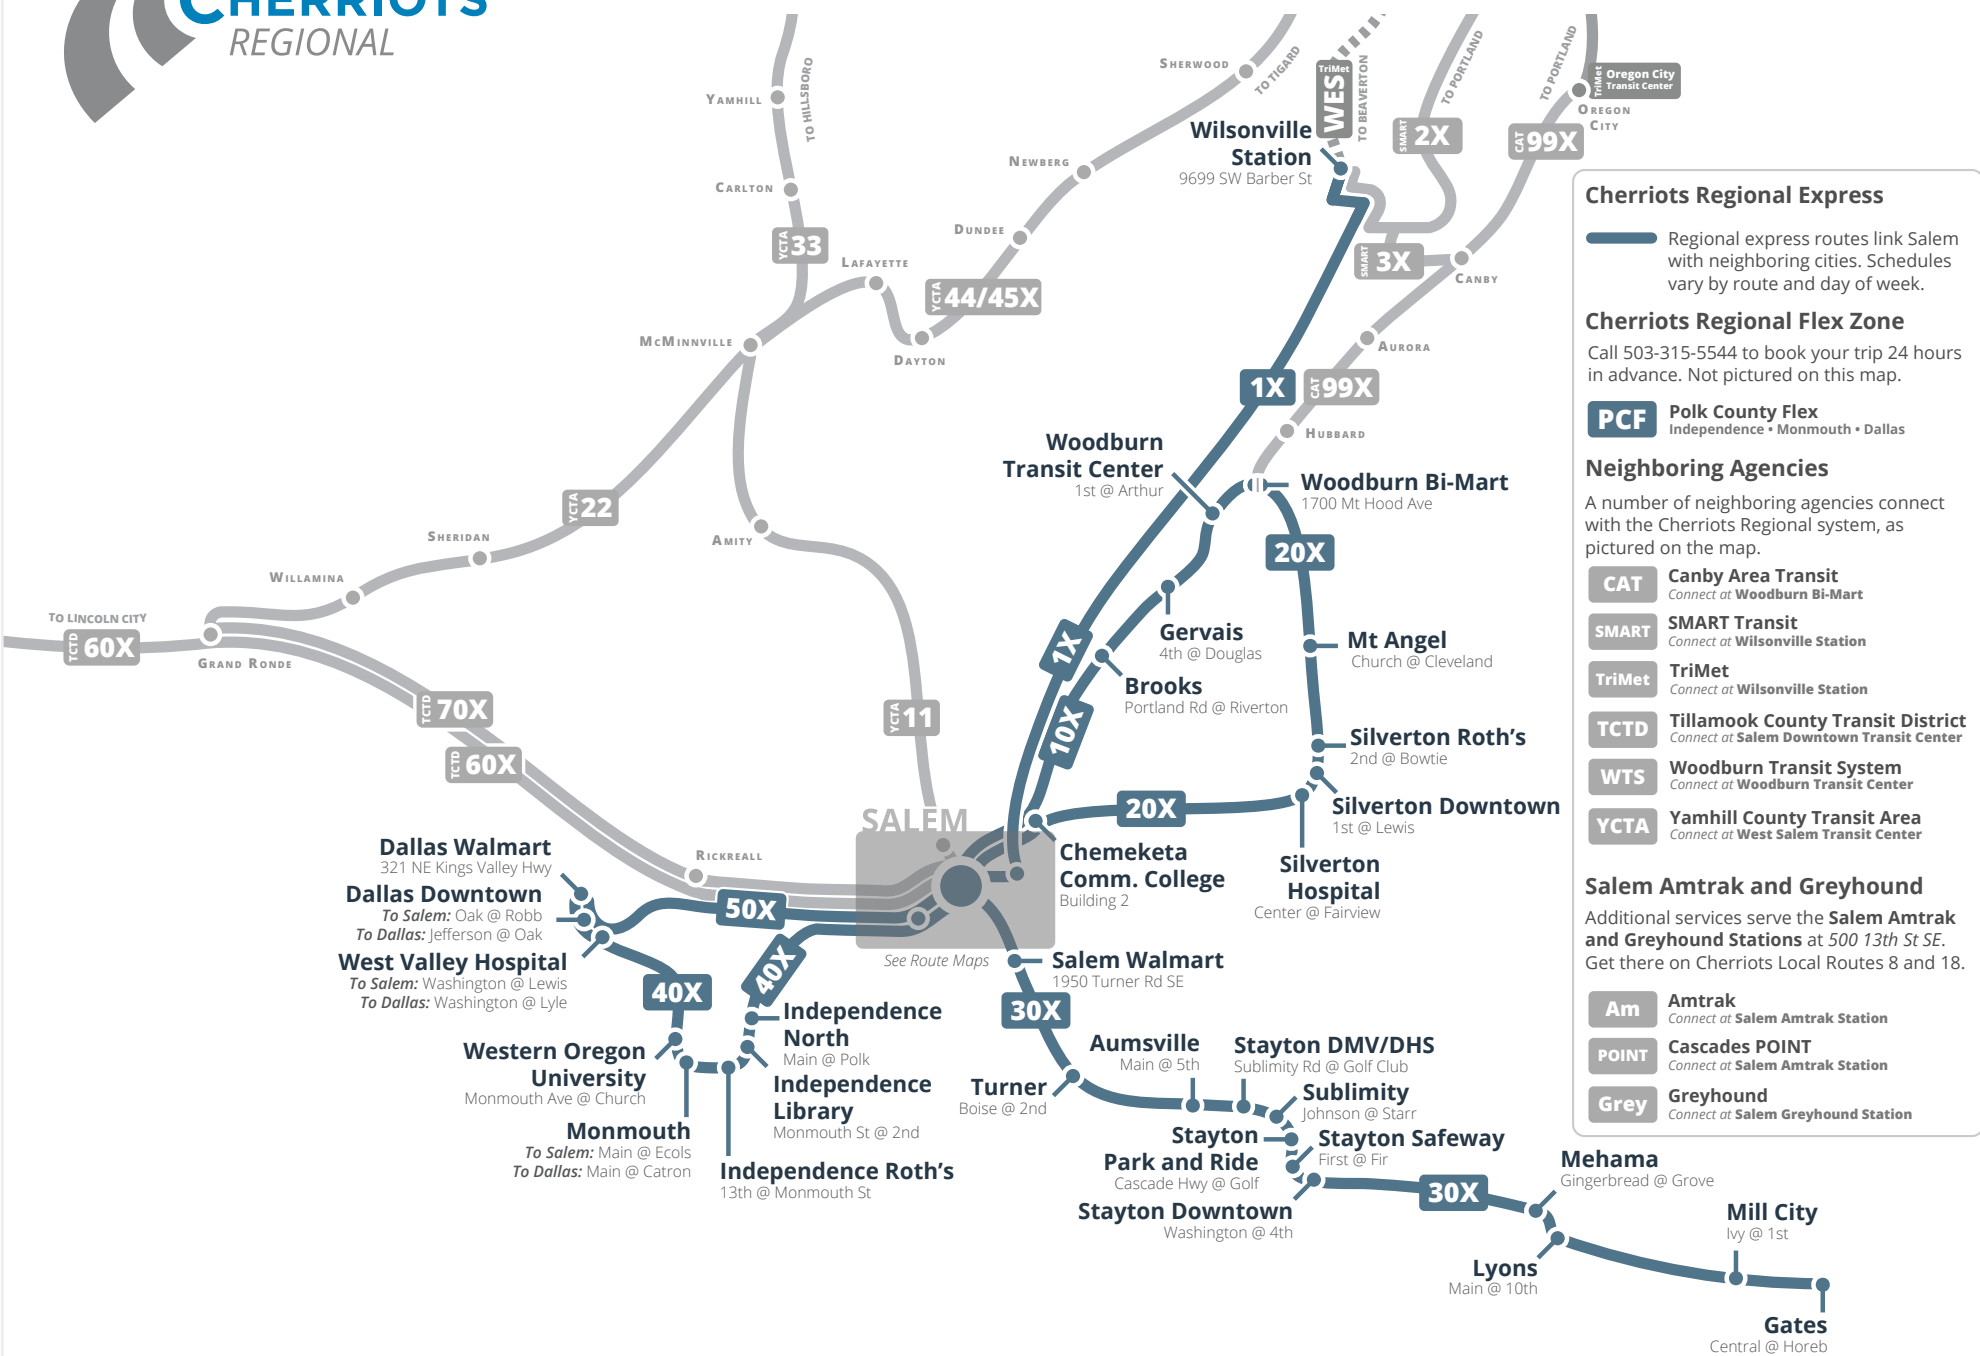 CHERRIOTS
REGIONAL
YAMHILL
TO HILLSBORO
CARLTON
YCTA 33
LAFAYETTE
MCMINNVILLE
DAYTON
YCTA 44/45X
DUNDEE
NEWBERG
SHERWOOD
TO TIGARD
TriMet
WES
TO BEAVERTON
SMART 2X
TO PORTLAND
TO PORTLAND
CAT 99X
TriMet Oregon City
Transit Center
OREGON
CITY
Wilsonville
Station
9699 SW Barber St
SMART 3X
CANBY
AURORA
1X
CAT 99X
HUBBARD
Woodburn
Transit Center
1st @ Arthur
Woodburn Bi-Mart
1700 Mt Hood Ave
20X
YCTA 22
SHERIDAN
WILLAMINA
AMITY
TO LINCOLN CITY
TCTD 60X
GRAND RONDE
TCTD 70X
TCTD 60X
YCTA 11
1X
10X
Gervais
4th @ Douglas
Brooks
Portland Rd @ Riverton
Mt Angel
Church @ Cleveland
Silverton Roth's
2nd @ Bowtie
Silverton Downtown
1st @ Lewis
20X
Silverton
Hospital
Center @ Fairview
SALEM
Chemeketa
Comm. College
Building 2
RICKREALL
See Route Maps
Dallas Walmart
321 NE Kings Valley Hwy
Dallas Downtown
To Salem: Oak @ Robb
To Dallas: Jefferson @ Oak
West Valley Hospital
To Salem: Washington @ Lewis
To Dallas: Washington @ Lyle
50X
40X
40X
Western Oregon
University
Monmouth Ave @ Church
Monmouth
To Salem: Main @ Ecols
To Dallas: Main @ Catron
Independence
North
Main @ Polk
Independence
Library
Monmouth St @ 2nd
Independence Roth's
13th @ Monmouth St
Salem Walmart
1950 Turner Rd SE
30X
Turner
Boise @ 2nd
Aumsville
Main @ 5th
Stayton DMV/DHS
Sublimity Rd @ Golf Club
Sublimity
Johnson @ Starr
Stayton
Park and Ride
Cascade Hwy @ Golf
Stayton Safeway
First @ Fir
Stayton Downtown
Washington @ 4th
30X
Mehama
Gingerbread @ Grove
Lyons
Main @ 10th
Mill City
Ivy @ 1st
Gates
Central @ Horeb
Cherriots Regional Express
Regional express routes link Salem
with neighboring cities. Schedules
vary by route and day of week.
Cherriots Regional Flex Zone
Call 503-315-5544 to book your trip 24 hours
in advance. Not pictured on this map.
PCF Polk County Flex
Independence • Monmouth • Dallas
Neighboring Agencies
A number of neighboring agencies connect
with the Cherriots Regional system, as
pictured on the map.
CAT Canby Area Transit
Connect at Woodburn Bi-Mart
SMART SMART Transit
Connect at Wilsonville Station
TriMet TriMet
Connect at Wilsonville Station
TCTD Tillamook County Transit District
Connect at Salem Downtown Transit Center
WTS Woodburn Transit System
Connect at Woodburn Transit Center
YCTA Yamhill County Transit Area
Connect at West Salem Transit Center
Salem Amtrak and Greyhound
Additional services serve the Salem Amtrak
and Greyhound Stations at 500 13th St SE.
Get there on Cherriots Local Routes 8 and 18.
Am Amtrak
Connect at Salem Amtrak Station
POINT Cascades POINT
Connect at Salem Amtrak Station
Grey Greyhound
Connect at Salem Greyhound Station